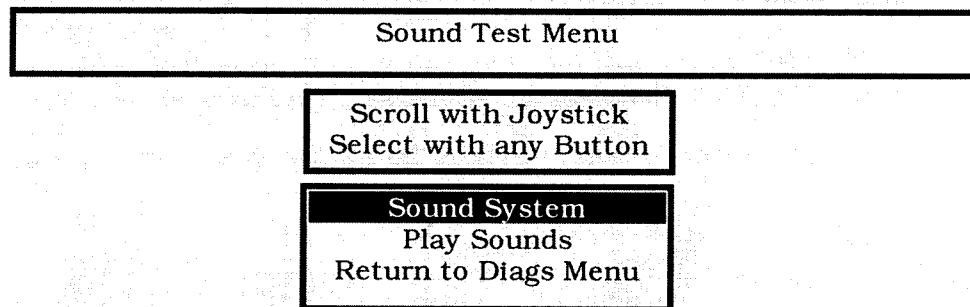 Sound Test Menu
Scroll with Joystick
Select with any Button
Sound System
Play Sounds
Return to Diags Menu